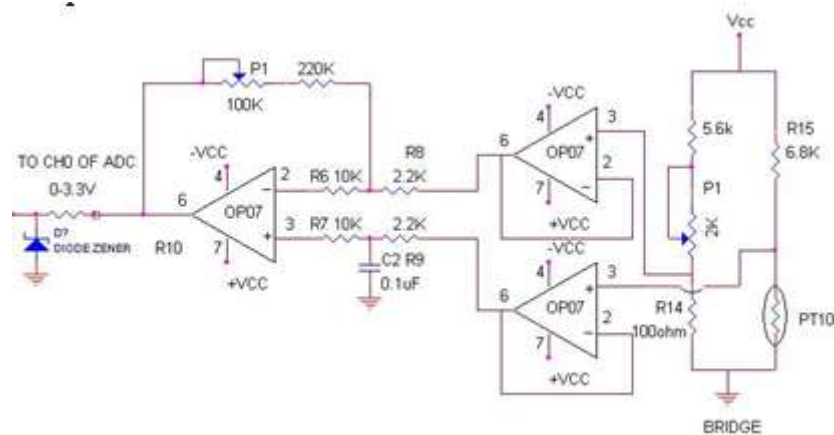 Vcc
P1
220K
100K
-VCC
4
3
6
OP07
2
7
+VCC
5.6k
R15
6.8K
P1
2K
TO CH0 OF ADC
0-3.3V
-VCC
4
2
R6 10K
R8
2.2K
6
OP07
3
R7 10K
2.2K
D?
DIODE ZENER
R10
7
+VCC
C2 R9
0.1uF
-VCC
4
3
6
OP07
2
7
+VCC
R14
100ohm
PT10
BRIDGE